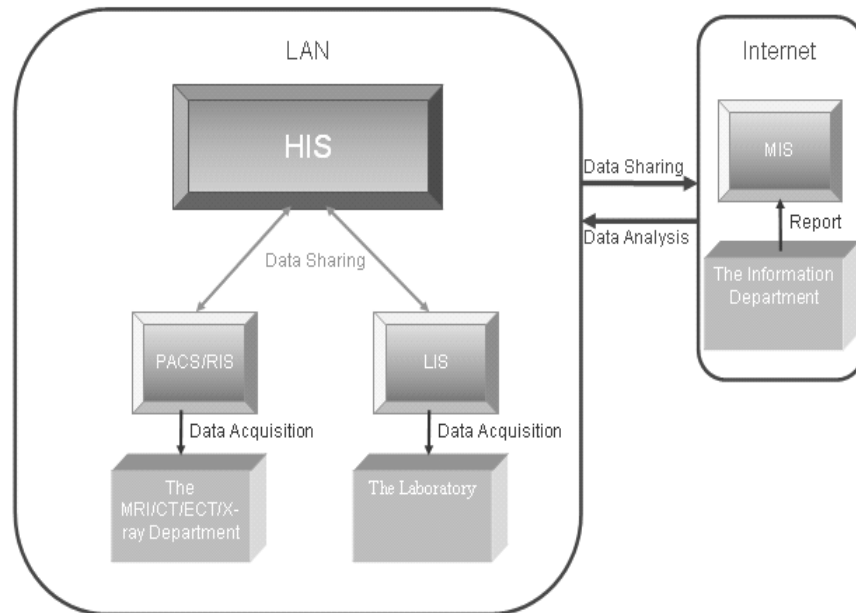 LAN
HIS
Data Sharing
PACS/RIS
LIS
Data Acquisition
Data Acquisition
The
MRI/CT/ECT/X-
ray Department
The Laboratory
Data Sharing
Data Analysis
Internet
MIS
Report
The Information
Department